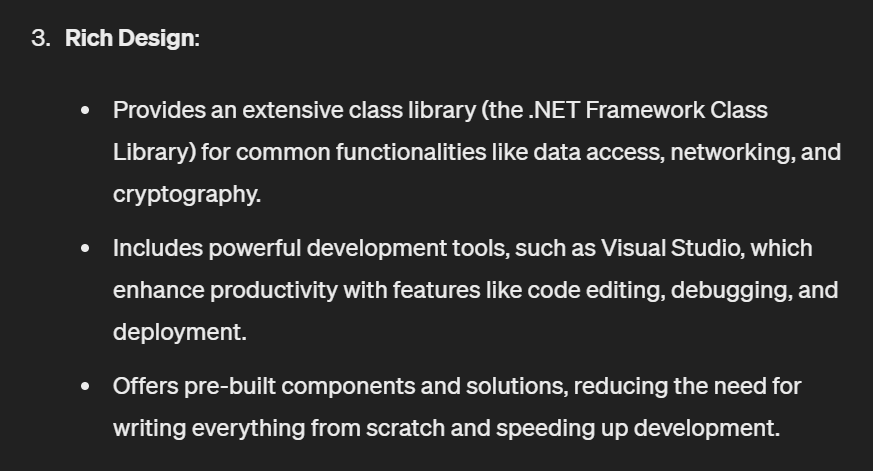 3. Rich Design:
• Provides an extensive class library (the .NET Framework Class
Library) for common functionalities like data access, networking, and
cryptography.
• Includes powerful development tools, such as Visual Studio, which
enhance productivity with features like code editing, debugging, and
deployment.
• Offers pre-built components and solutions, reducing the need for
writing everything from scratch and speeding up development.